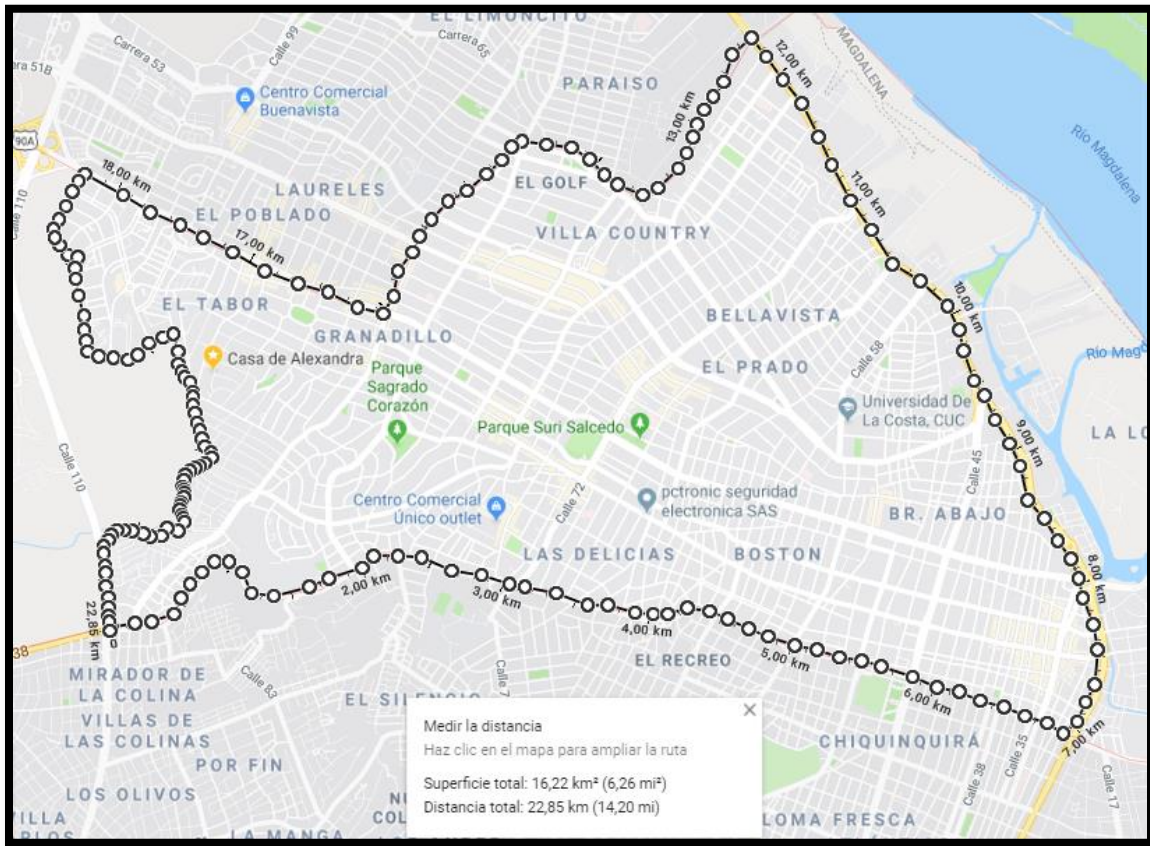 EL LIMONCITO
Carrera 53
Calle 99
Carrera 65
MAGDALENA
Río Magdalena
PARAISO
12,00 km
Centro Comercial
Buenavista
13,00 km
90A
Calle 110
18,00 km
LAURELES
EL GOLF
11,00 km
EL POBLADO
VILLA COUNTRY
17,00 km
EL TABOR
10,00 km
GRANADILLO
BELLAVISTA
Casa de Alexandra
Calle 58
EL PRADO
Parque
Sagrado
Corazón
Universidad De
La Costa, CUC
Parque Suri Salcedo
9,00 km
Calle 110
Calle 45
Calle 72
pctronic seguridad
electronica SAS
Centro Comercial
Único outlet
BR. ABAJO
LAS DELICIAS
BOSTON
2,00 km
3,00 km
8,00 km
4,00 km
22,85 km
38
EL RECREO
5,00 km
6,00 km
7,00 km
MIRADOR DE
LA COLINA
Calle 83
VILLAS DE
LAS COLINAS
POR FIN
CHIQUINQUIRÁ
Calle 35
Calle 38
Calle 17
LOS OLIVOS
LA MANGA
LOMA FRESCA
Medir la distancia
Haz clic en el mapa para ampliar la ruta
Superficie total: 16,22 km² (6,26 mi²)
Distancia total: 22,85 km (14,20 mi)